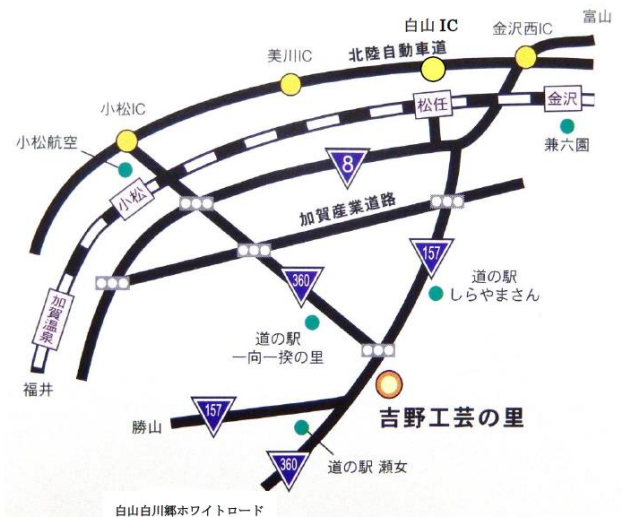 富山
白山 IC
金沢西IC
北陸自動車道
美川IC
小松IC
松任
金沢
小松航空
兼六園
8
小松
加賀産業道路
157
道の駅
しらやまさん
360
加賀温泉
道の駅
一向一揆の里
福井
吉野工芸の里
157
勝山
道の駅 瀬女
360
白山白川郷ホワイトロード